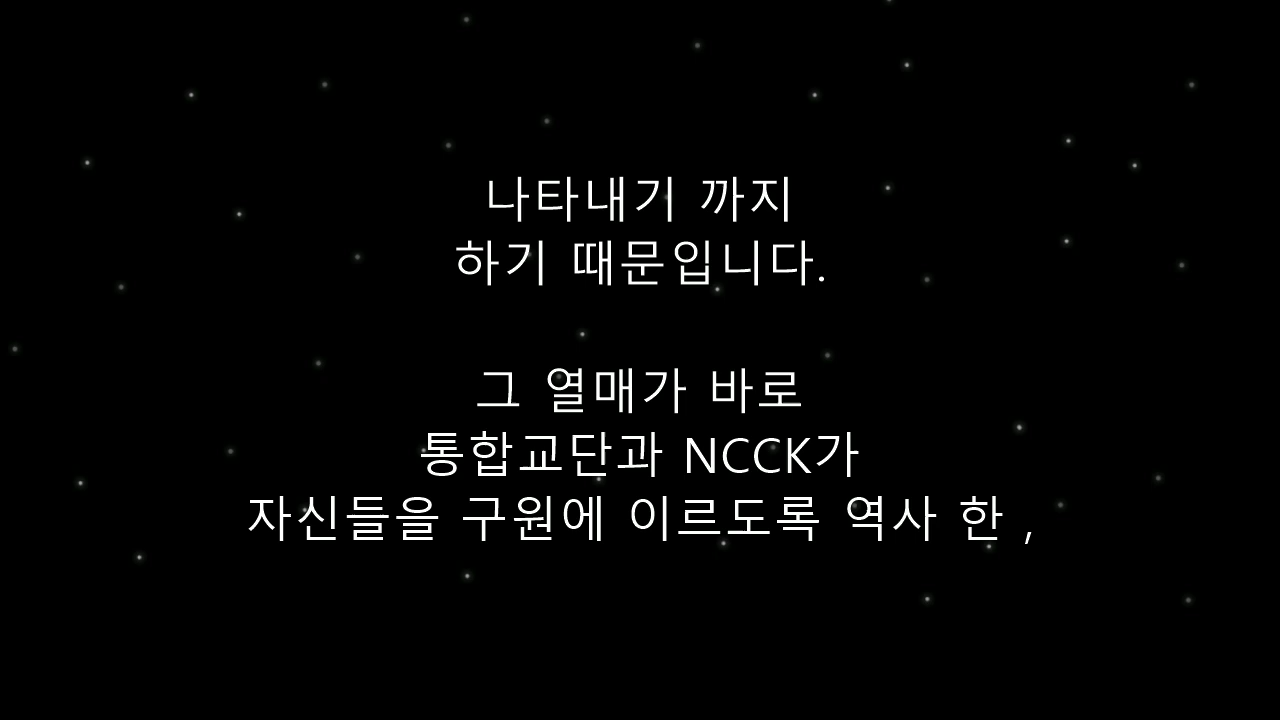 나타내기 까지
하기 때문입니다.
그 열매가 바로
통합교단과 NCCK가
자신들을 구원에 이르도록 역사 한 ,